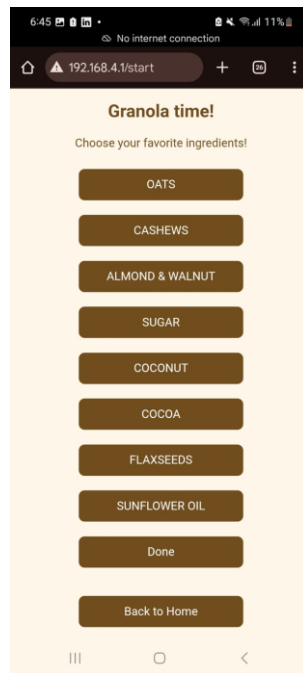 6:45
11%
No internet connection
192.168.4.1/start
26
Granola time!
Choose your favorite ingredients!
OATS
CASHEWS
ALMOND & WALNUT
SUGAR
COCONUT
COCOA
FLAXSEEDS
SUNFLOWER OIL
Done
Back to Home